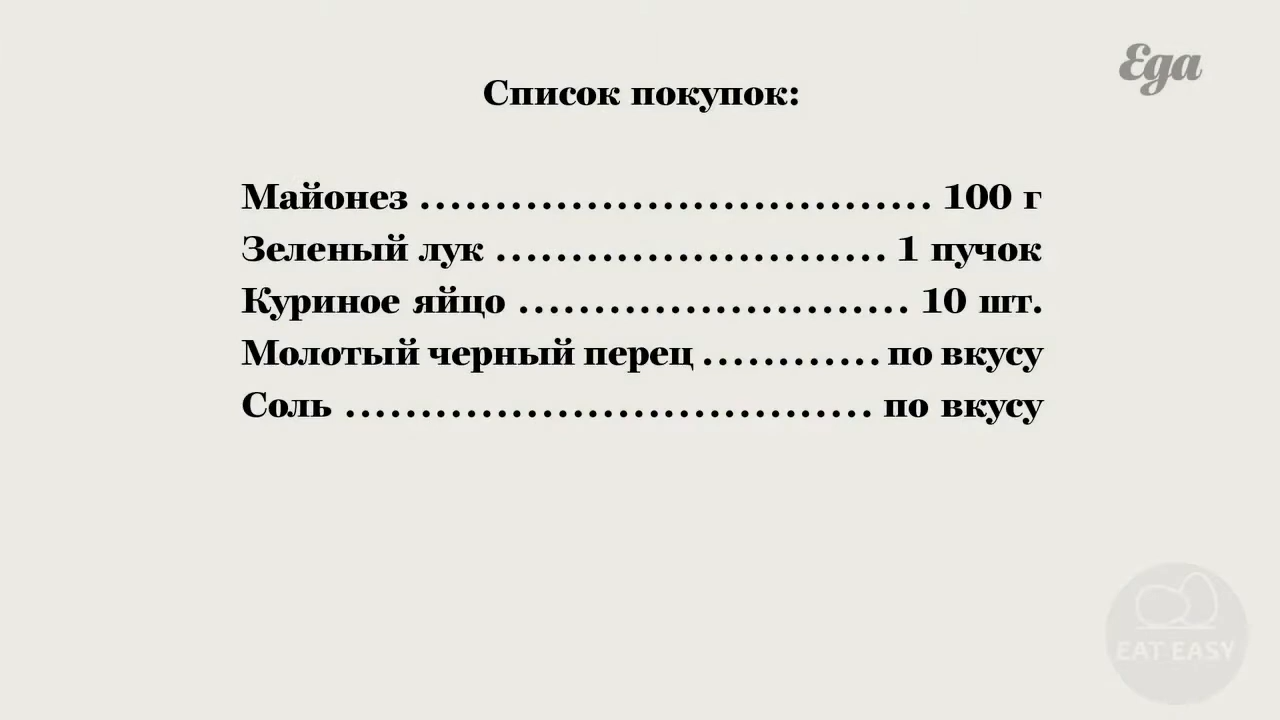 Еда
Список покупок:
Майонез .................................. 100 г
Зеленый лук .......................... 1 пучок
Куриное яйцо .......................... 10 шт.
Молотый черный перец ............ по вкусу
Соль ................................... по вкусу
EAT EASY